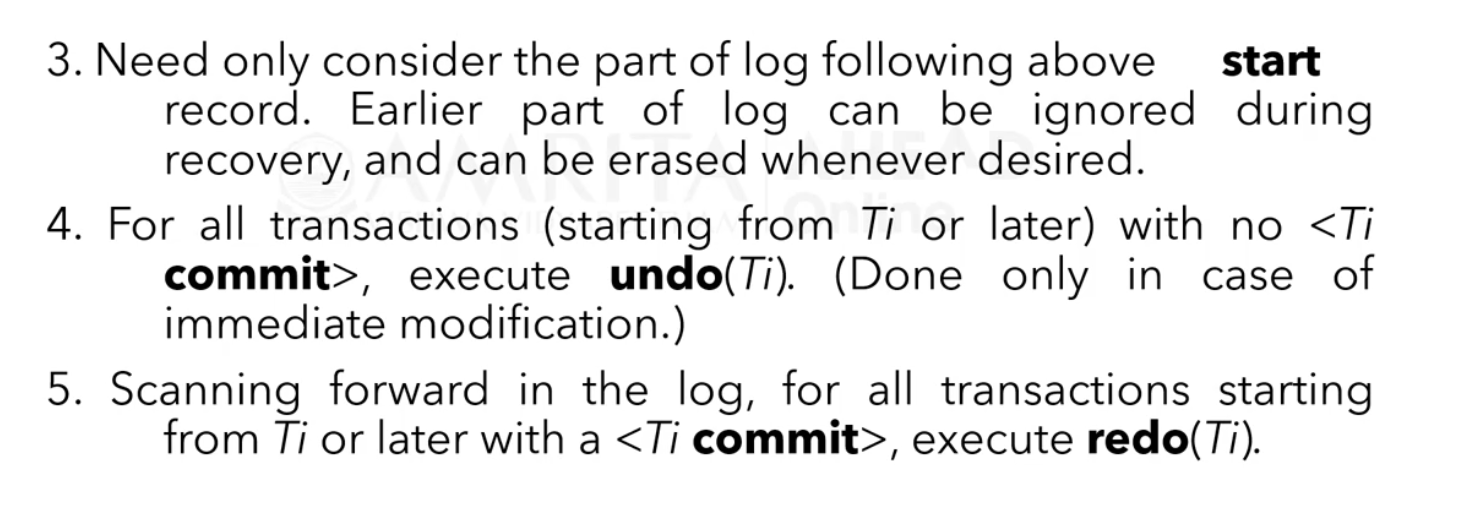 3. Need only consider the part of log following above start
record. Earlier part of log can be ignored during
recovery, and can be erased whenever desired.
4. For all transactions (starting from Ti or later) with no <Ti
commit>, execute undo(Ti). (Done only in case of
immediate modification.)
5. Scanning forward in the log, for all transactions starting
from Ti or later with a <Ti commit>, execute redo(Ti).
AMRITA AHEAD
Online